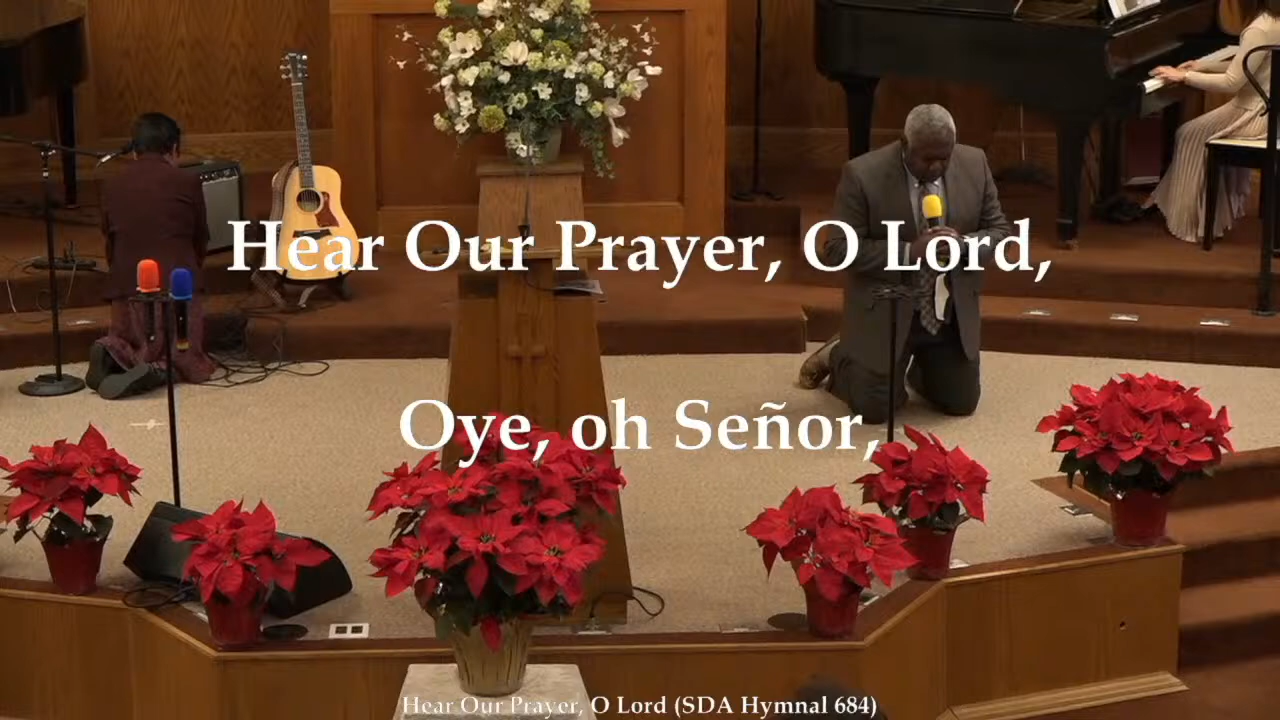 Hear Our Prayer, O Lord,
Oye, oh Señor,
Hear Our Prayer, O Lord (SDA Hymnal 684)